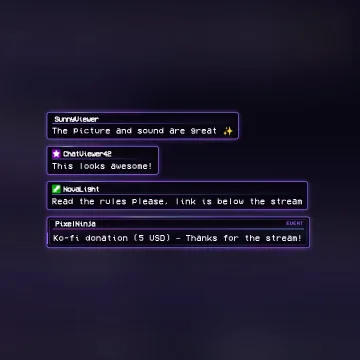 SunnyViewer
The picture and sound are great ✨
ChatViewer42
This looks awesome!
NovaLight
Read the rules please, link is below the stream
PixelNinja
EVENT
Ko-fi donation (5 USD) - Thanks for the stream!